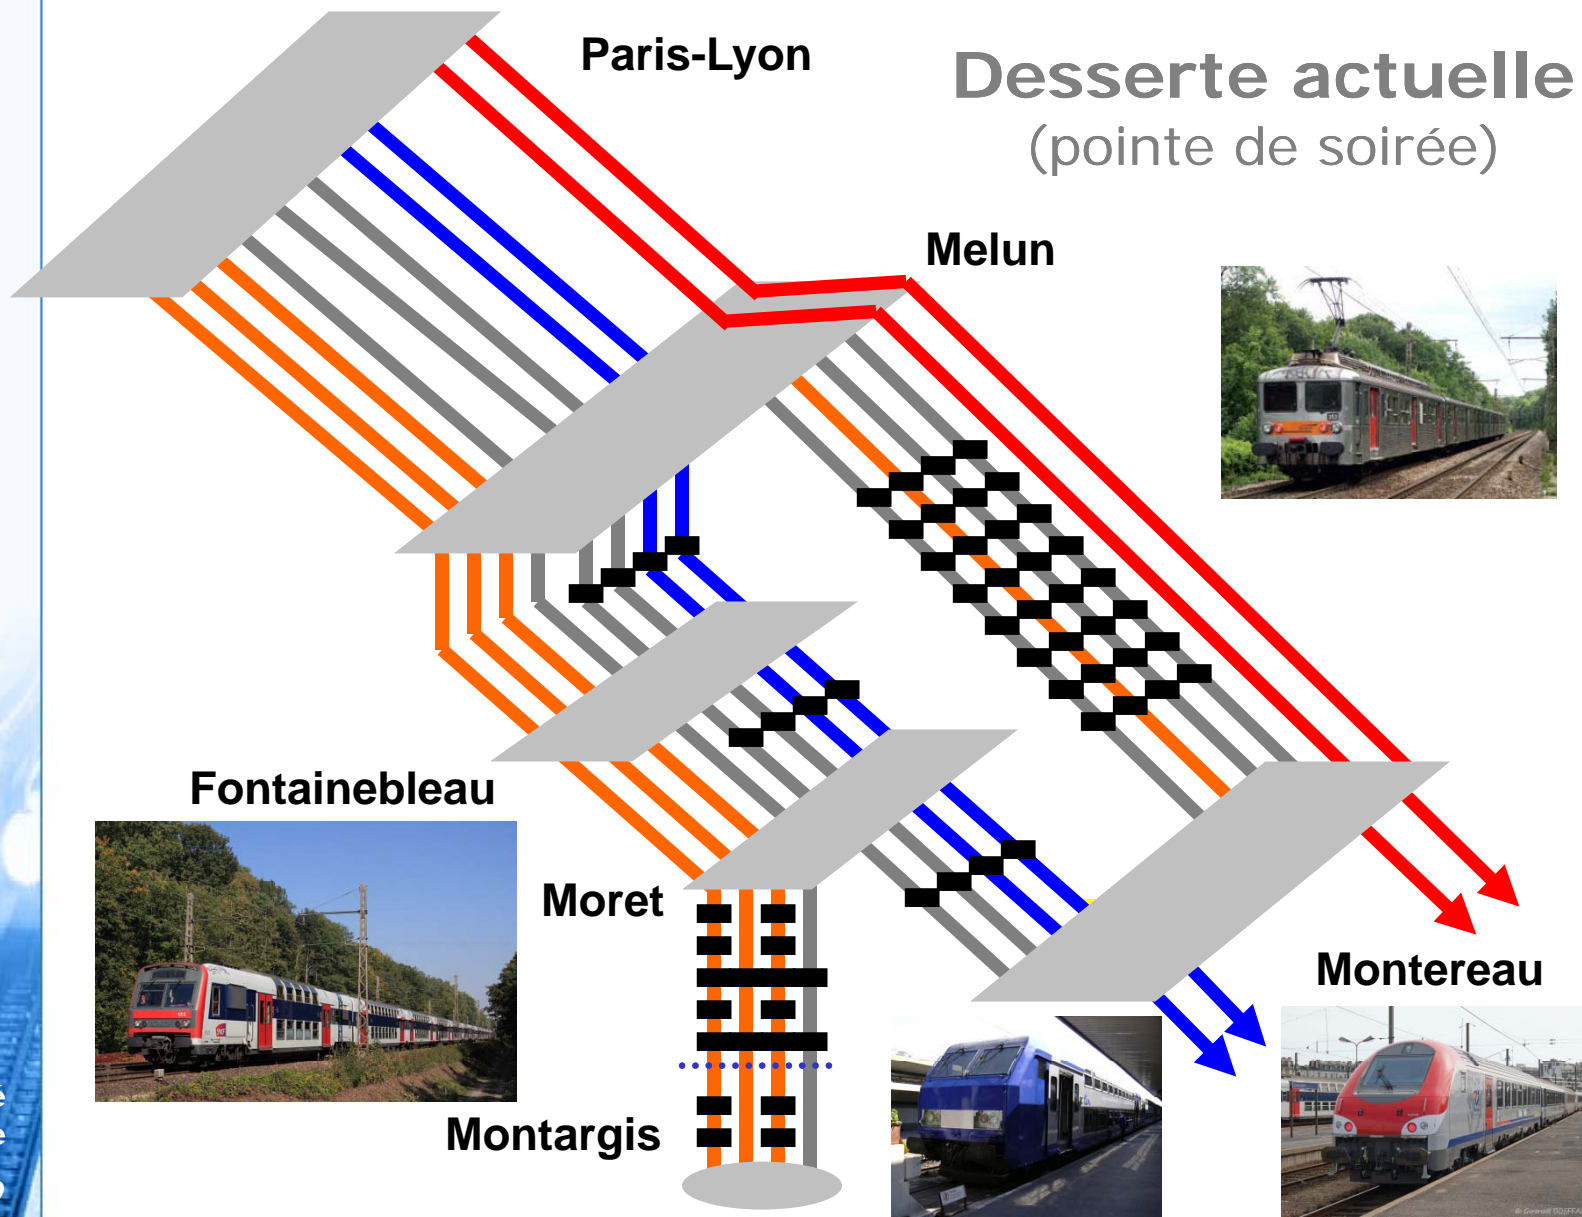 Paris-Lyon
Desserte actuelle
(pointe de soirée)
Melun
Fontainebleau
Moret
Montereau
Montargis